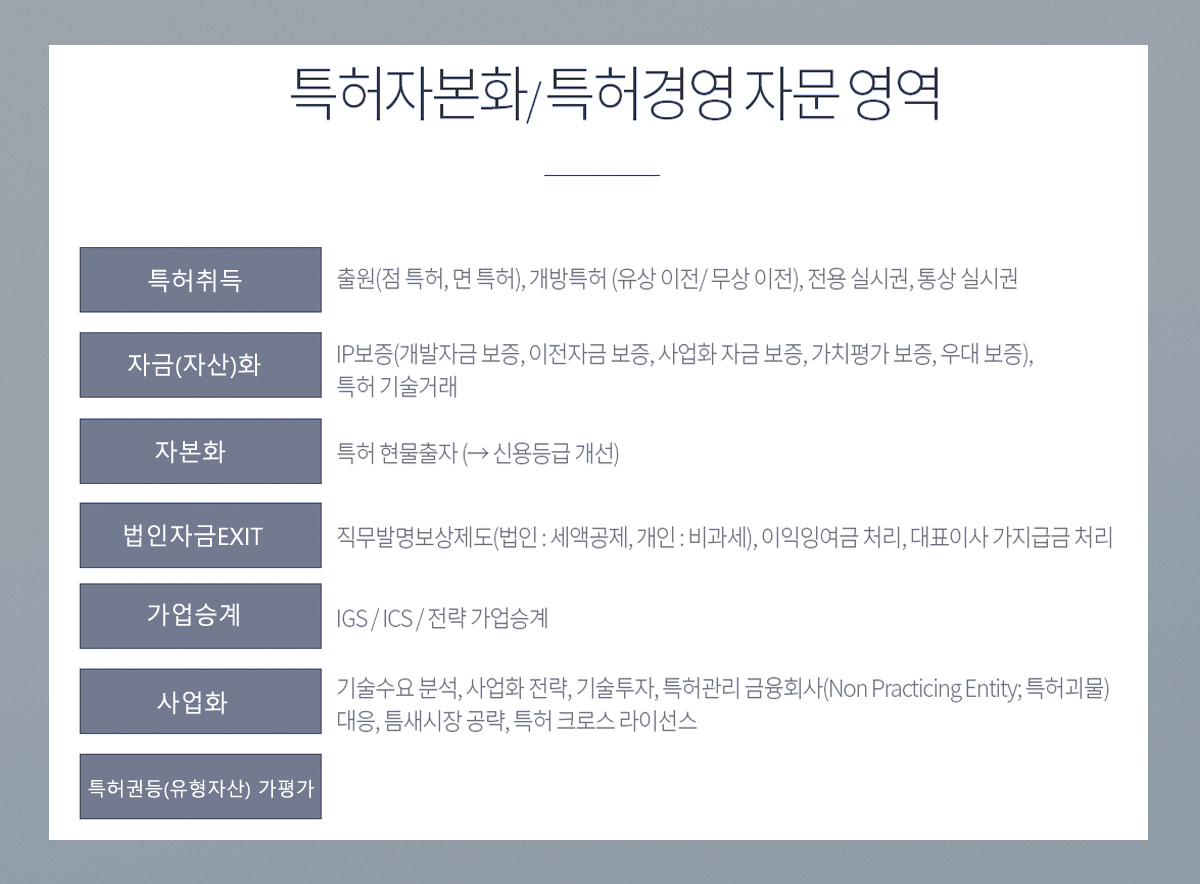 특허자본화/특허경영 자문 영역
특허취득
출원(점 특허, 면 특허), 개방특허 (유상 이전/ 무상 이전), 전용 실시권, 통상 실시권
자금(자산)화
IP보증(개발자금 보증, 이전자금 보증, 사업화 자금 보증, 가치평가 보증, 우대 보증),
특허 기술거래
자본화
특허 현물출자 (→ 신용등급 개선)
법인자금EXIT
직무발명보상제도(법인 : 세액공제, 개인 : 비과세), 이익잉여금 처리, 대표이사 가지급금 처리
가업승계
IGS / ICS / 전략 가업승계
사업화
기술수요 분석, 사업화 전략, 기술투자, 특허관리 금융회사(Non Practicing Entity; 특허괴물)
대응, 틈새시장 공략, 특허 크로스 라이선스
특허권등(유형자산) 가평가